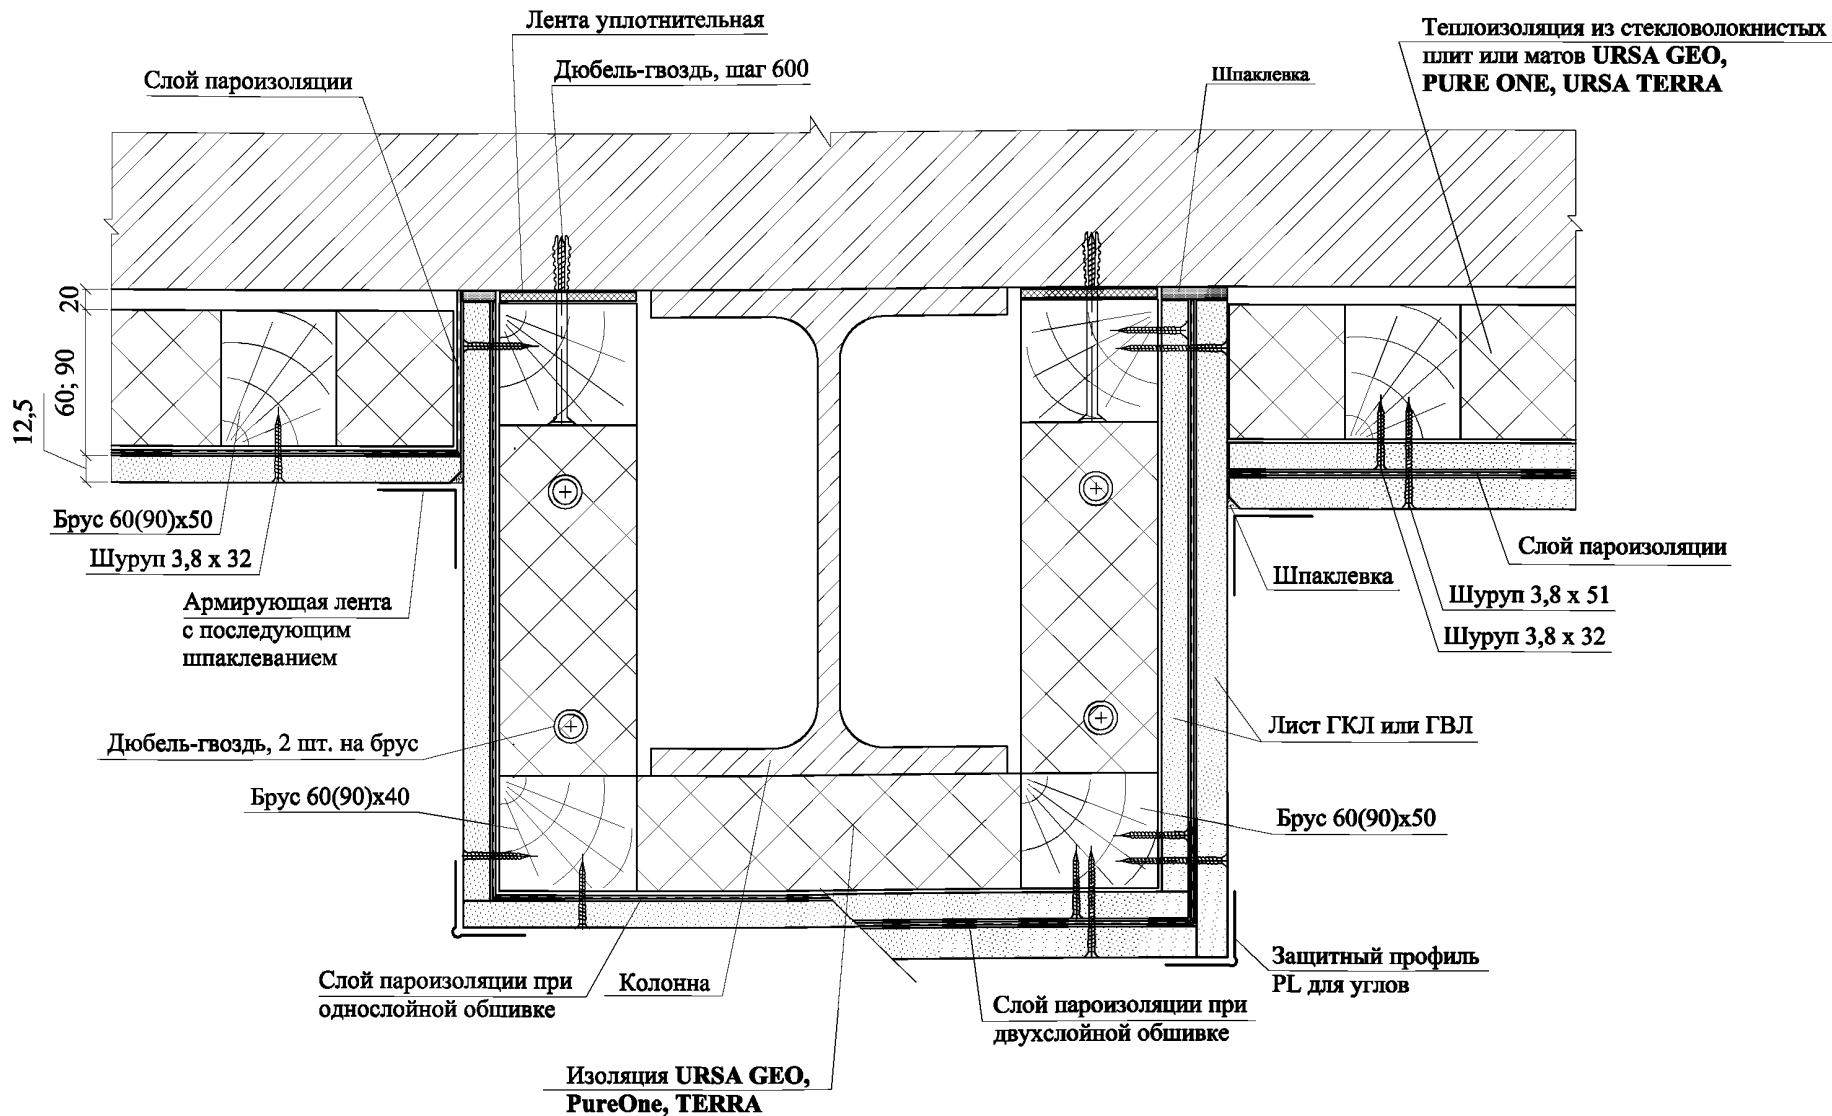 Лента уплотнительная
Дюбель-гвоздь, шаг 600
Слой пароизоляции
Шпаклевка
Теплоизоляция из стекловолокнистых
плит или матов URSA GEO,
PURE ONE, URSA TERRA
20
60; 90
12,5
Брус 60(90)х50
Шуруп 3,8 х 32
Армирующая лента
с последующим
шпаклеванием
Слой пароизоляции
Шпаклевка
Шуруп 3,8 х 51
Шуруп 3,8 х 32
Лист ГКЛ или ГВЛ
Дюбель-гвоздь, 2 шт. на брус
Брус 60(90)х40
Брус 60(90)х50
Слой пароизоляции при
однослойной обшивке
Колонна
Слой пароизоляции при
двухслойной обшивке
Защитный профиль
PL для углов
Изоляция URSA GEO,
PureOne, TERRA